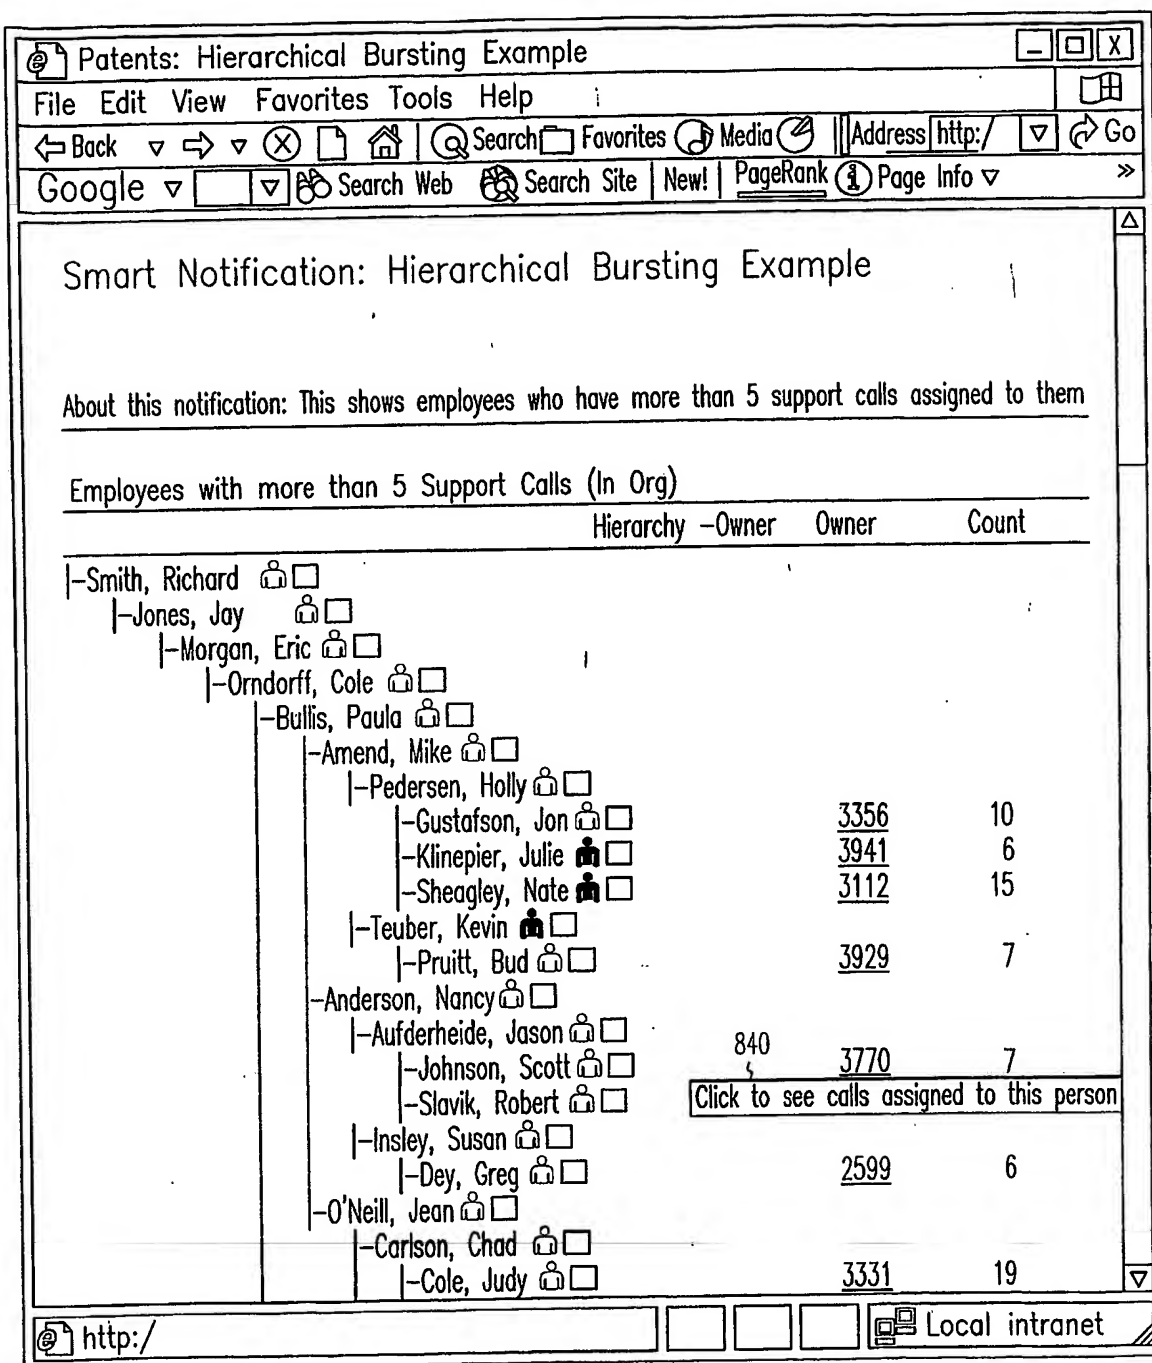 Patents: Hierarchical Bursting Example _ X
File Edit View Favorites Tools Help
Back Search Favorites Media Address http:/ Go
Google Search Web Search Site New! PageRank Page Info »
Smart Notification: Hierarchical Bursting Example
About this notification: This shows employees who have more than 5 support calls assigned to them
Employees with more than 5 Support Calls (In Org)
Hierarchy -Owner Owner Count
|-Smith, Richard
|-Jones, Jay
|-Morgan, Eric
|-Orndorff, Cole
|-Bullis, Paula
|-Amend, Mike
|-Pedersen, Holly
|-Gustafson, Jon 3356 10
|-Klinepier, Julie 3941 6
|-Sheagley, Nate 3112 15
|-Teuber, Kevin
|-Pruitt, Bud 3929 7
|-Anderson, Nancy
|-Aufderheide, Jason
840
|-Johnson, Scott 3770 7
|-Slavik, Robert Click to see calls assigned to this person
|-Insley, Susan
|-Dey, Greg 2599 6
|-O'Neill, Jean
|-Carlson, Chad
|-Cole, Judy 3331 19
http:/ Local intranet